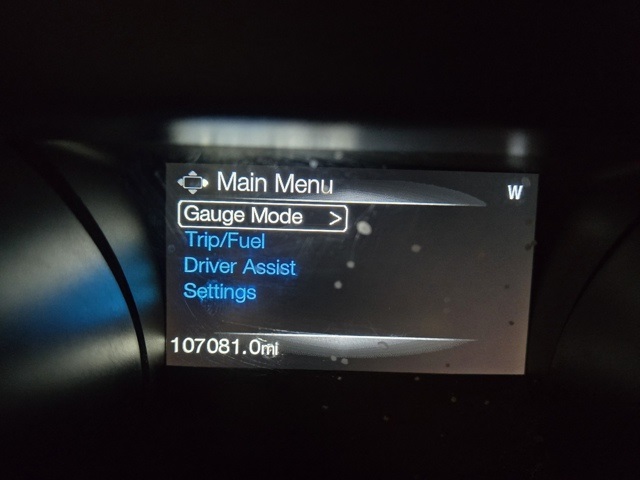 Main Menu
W
Gauge Mode >
Trip/Fuel
Driver Assist
Settings
107081.0mi